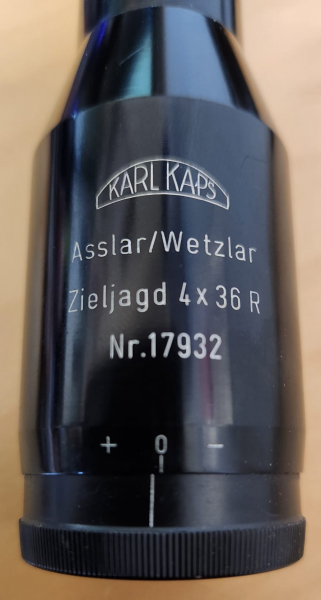 KARL KAPS
Asslar/Wetzlar
Zieljagd 4x36 R
Nr.17932
+ 0 -